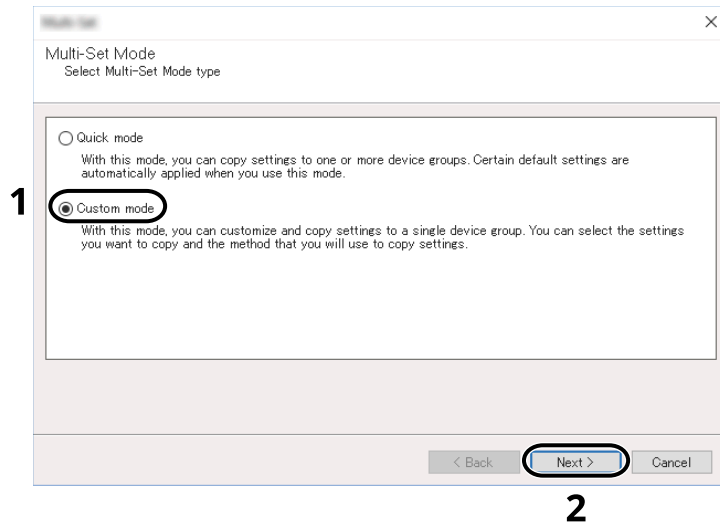 Multi-Set Mode
Select Multi-Set Mode type
Quick mode
With this mode, you can copy settings to one or more device groups. Certain default settings are
automatically applied when you use this mode.
1
Custom mode
With this mode, you can customize and copy settings to a single device group. You can select the settings
you want to copy and the method that you will use to copy settings.
< Back Next > Cancel
2